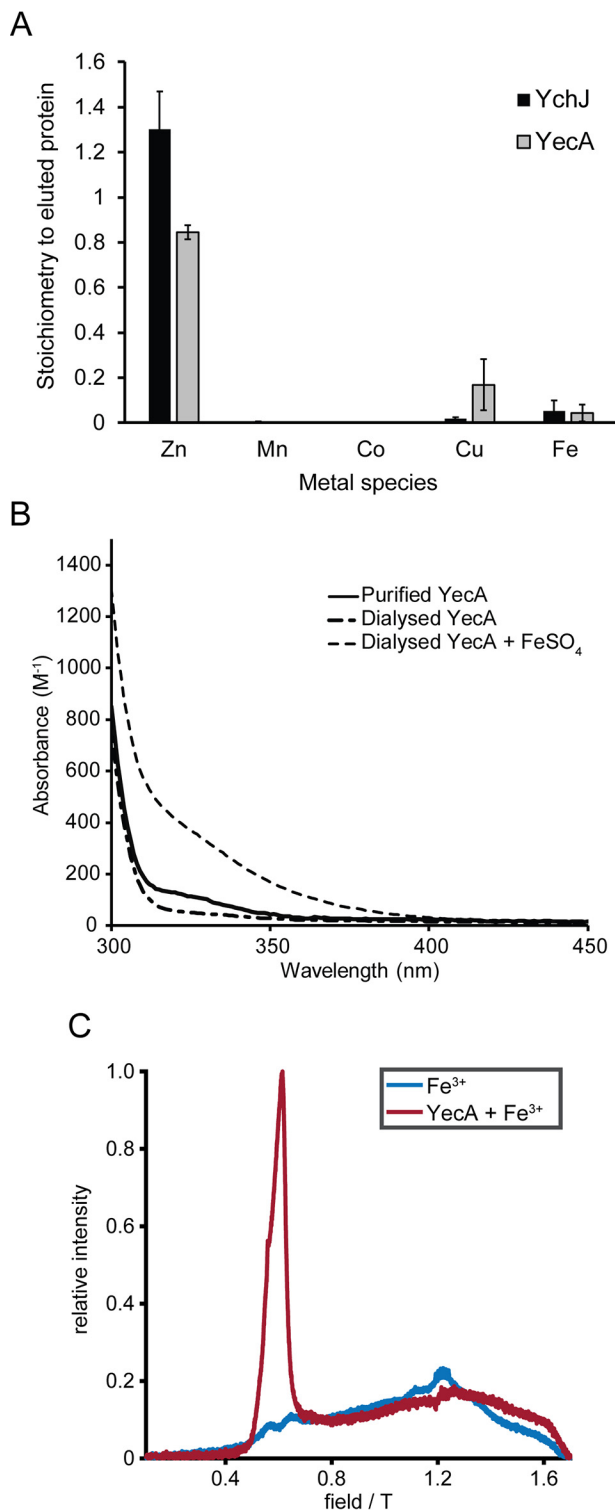 A
Stoichiometry to eluted protein
1.6
1.4
1.2
1
0.8
0.6
0.4
0.2
0
YchJ
YecA
Zn Mn Co Cu Fe
Metal species
B
Absorbance (M-1)
1400
1200
1000
800
600
400
200
0
Purified YecA
Dialysed YecA
Dialysed YecA + FeSO4
300 350 400 450
Wavelength (nm)
C
relative intensity
1.0
0.8
0.6
0.4
0.2
0
Fe3+
YecA + Fe3+
0.4 0.8 1.2 1.6
field / T